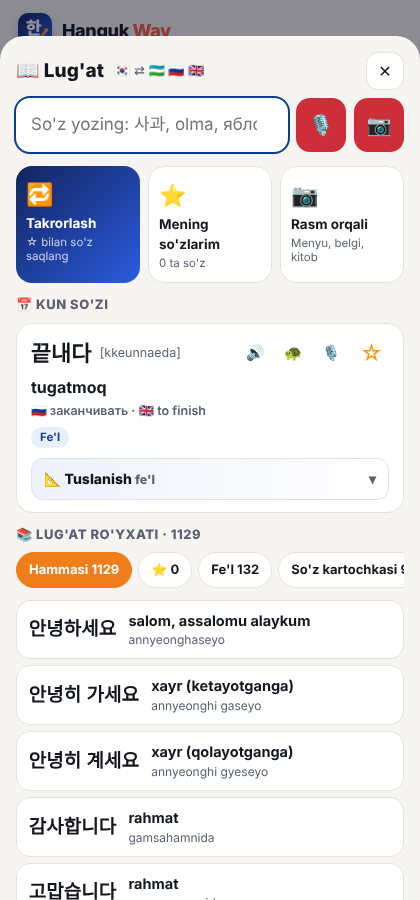 한 Hanguk Way
📖 Lug'at 🇰🇷 ⇄ 🇺🇿 🇷🇺 🇬🇧 ✕
So'z yozing: 사과, olma, яблo
Takrorlash
☆ bilan so'z
saqlang
Mening
so'zlarim
0 ta so'z
Rasm orqali
Menyu, belgi,
kitob
📅 KUN SO'ZI
끝내다 [kkeunnaeda]
tugatmoq
🇷🇺 заканчивать · 🇬🇧 to finish
Fe'l
📐 Tuslanish fe'l ▾
📚 LUG'AT RO'YXATI · 1129
Hammasi 1129 ⭐ 0 Fe'l 132 So'z kartochkasi
안녕하세요 salom, assalomu alaykum
annyeonghaseyo
안녕히 가세요 xayr (ketayotganga)
annyeonghi gaseyo
안녕히 계세요 xayr (qolayotganga)
annyeonghi gyeseyo
감사합니다 rahmat
gamsahamnida
고맙습니다 rahmat